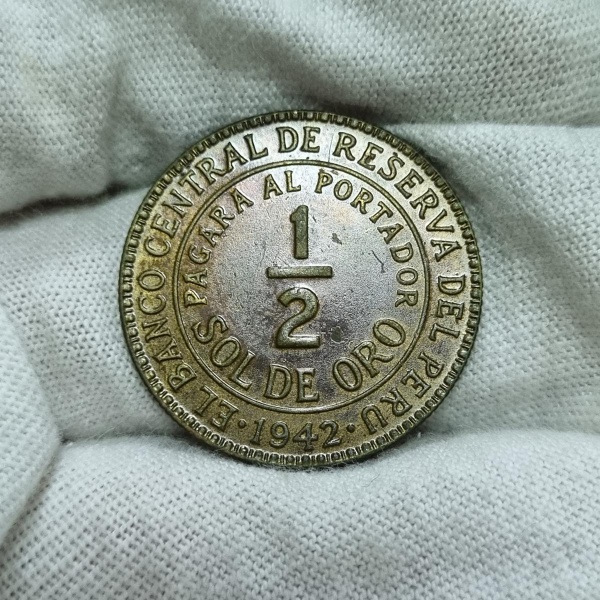 EL BANCO CENTRAL DE RESERVA DEL PERU
PAGARA AL PORTADOR
1
2
SOL DE ORO
·1942·